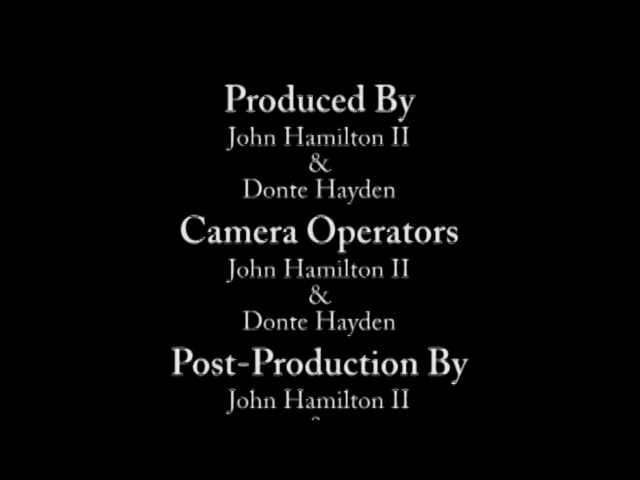 Produced By
John Hamilton II
&
Donte Hayden
Camera Operators
John Hamilton II
&
Donte Hayden
Post-Production By
John Hamilton II